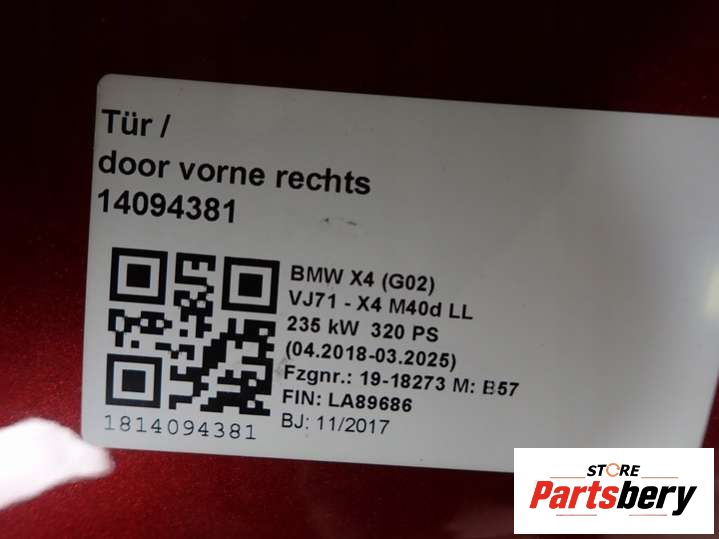 Tür /
door vorne rechts
14094381
BMW X4 (G02)
VJ71 - X4 M40d LL
235 kW 320 PS
(04.2018-03.2025)
Fzgnr.: 19-18273 M: B57
FIN: LA89686
BJ: 11/2017
1814094381
STORE
Partsbery